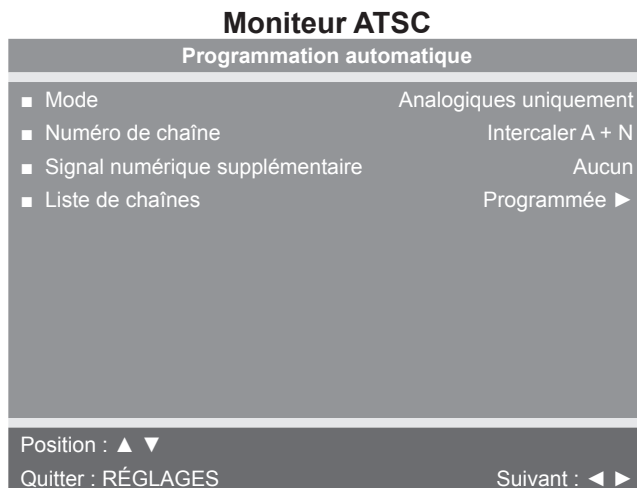 Moniteur ATSC
Programmation automatique
■ Mode Analogiques uniquement
■ Numéro de chaîne Intercaler A + N
■ Signal numérique supplémentaire Aucun
■ Liste de chaînes Programmée ►
Position : ▲ ▼
Quitter : RÉGLAGES Suivant : ◄ ►